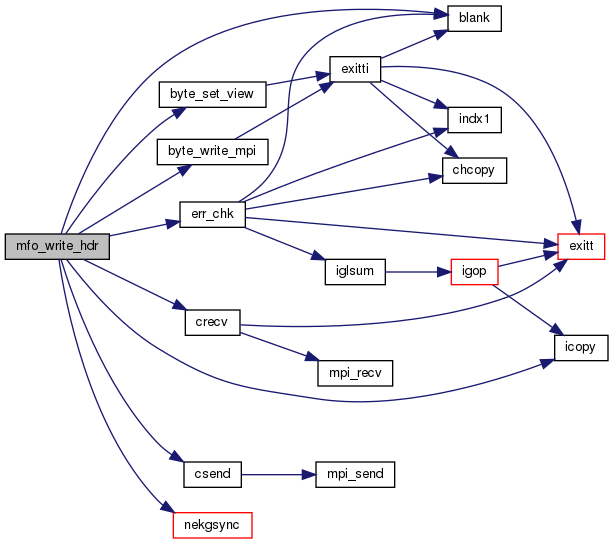 blank
exitti
byte_set_view
indx1
byte_write_mpi
chcopy
err_chk
mfo_write_hdr
exitt
iglsum
igop
crecv
icopy
mpi_recv
csend
mpi_send
nekgsync